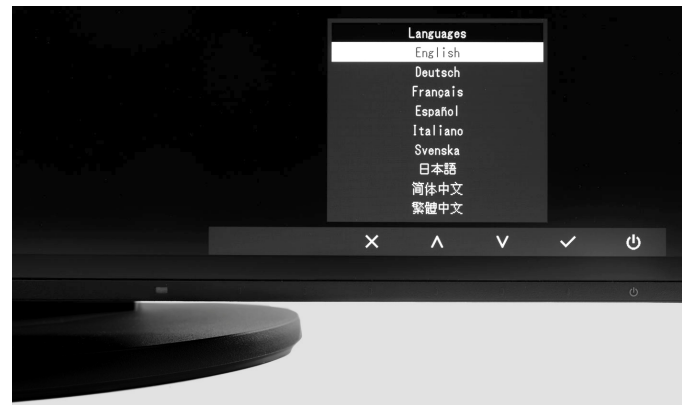 Languages
English
Deutsch
Français
Español
Italiano
Svenska
日本語
简体中文
繁體中文